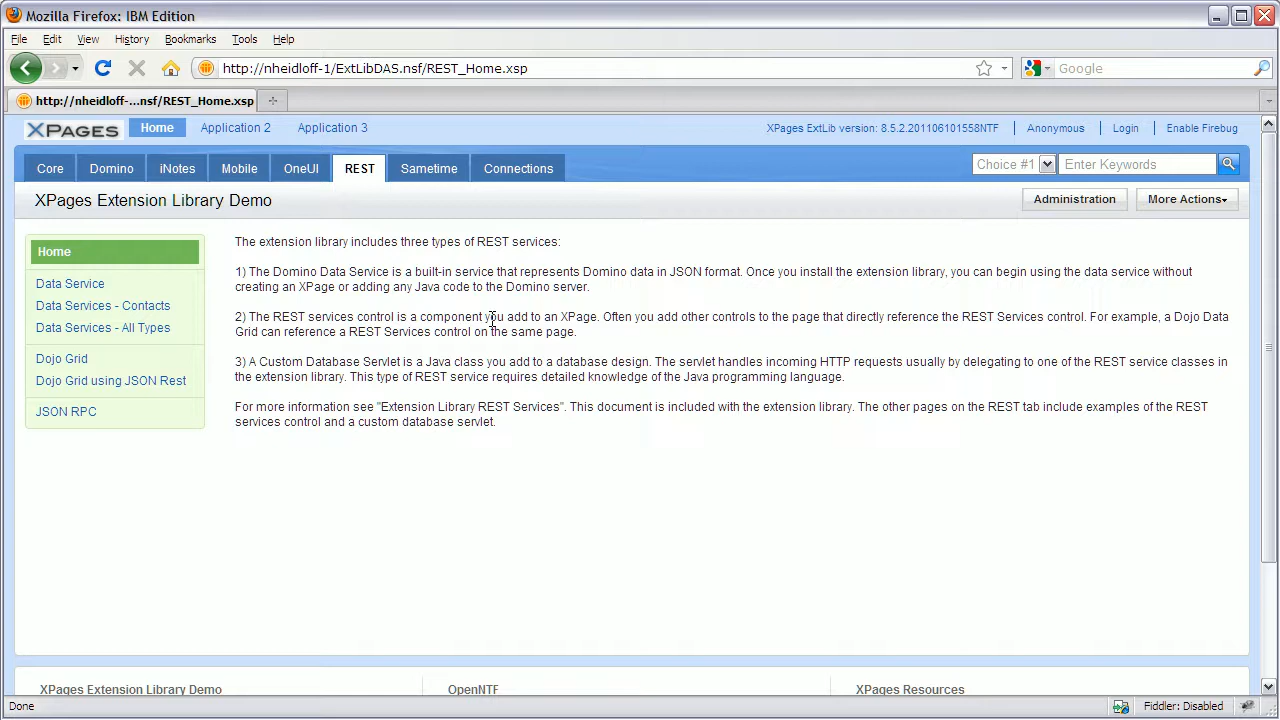 Mozilla Firefox: IBM Edition
File Edit View History Bookmarks Tools Help
http://nheidloff-1/ExtLibDAS.nsf/REST_Home.xsp
Google
http://nheidloff-...nsf/REST_Home.xsp
XPAGES Home Application 2 Application 3 XPages ExtLib version: 8.5.2.201106101558NTF Anonymous Login Enable Firebug
Core Domino iNotes Mobile OneUI REST Sametime Connections Choice #1 Enter Keywords
XPages Extension Library Demo Administration More Actions
Home
Data Service
Data Services - Contacts
Data Services - All Types
Dojo Grid
Dojo Grid using JSON Rest
JSON RPC
The extension library includes three types of REST services:
1) The Domino Data Service is a built-in service that represents Domino data in JSON format. Once you install the extension library, you can begin using the data service without
creating an XPage or adding any Java code to the Domino server.
2) The REST services control is a component you add to an XPage. Often you add other controls to the page that directly reference the REST Services control. For example, a Dojo Data
Grid can reference a REST Services control on the same page.
3) A Custom Database Servlet is a Java class you add to a database design. The servlet handles incoming HTTP requests usually by delegating to one of the REST service classes in
the extension library. This type of REST service requires detailed knowledge of the Java programming language.
For more information see "Extension Library REST Services". This document is included with the extension library. The other pages on the REST tab include examples of the REST
services control and a custom database servlet.
XPages Extension Library Demo OpenNTF XPages Resources
Done Fiddler: Disabled